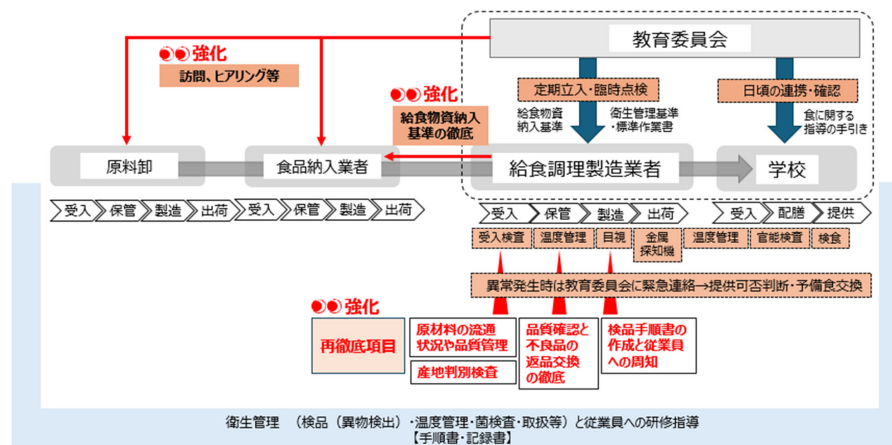 教育委員会
強化
訪問、ヒアリング等
強化
給食物資納入
基準の徹底
定期立入・臨時点検
日頃の連携・確認
給食物資
納入基準
衛生管理基準
・標準作業書
食に関する
指導の手引き
原料卸
食品納入業者
給食調理製造業者
学校
受入 保管 製造 出荷 受入 保管 製造 出荷
受入 保管 製造 出荷
受入 配膳 提供
受入検査 温度管理 目視 金属
探知機
温度管理 官能検査 検食
異常発生時は教育委員会に緊急連絡→提供可否判断・予備食交換
強化
再徹底項目
原材料の流通
状況や品質管理
産地判別検査
品質確認と
不良品の
返品交換
の徹底
検品手順書の
作成と従業員
への周知
衛生管理 （検品（異物検出）・温度管理・菌検査・取扱等）と従業員への研修指導
【手順書・記録書】